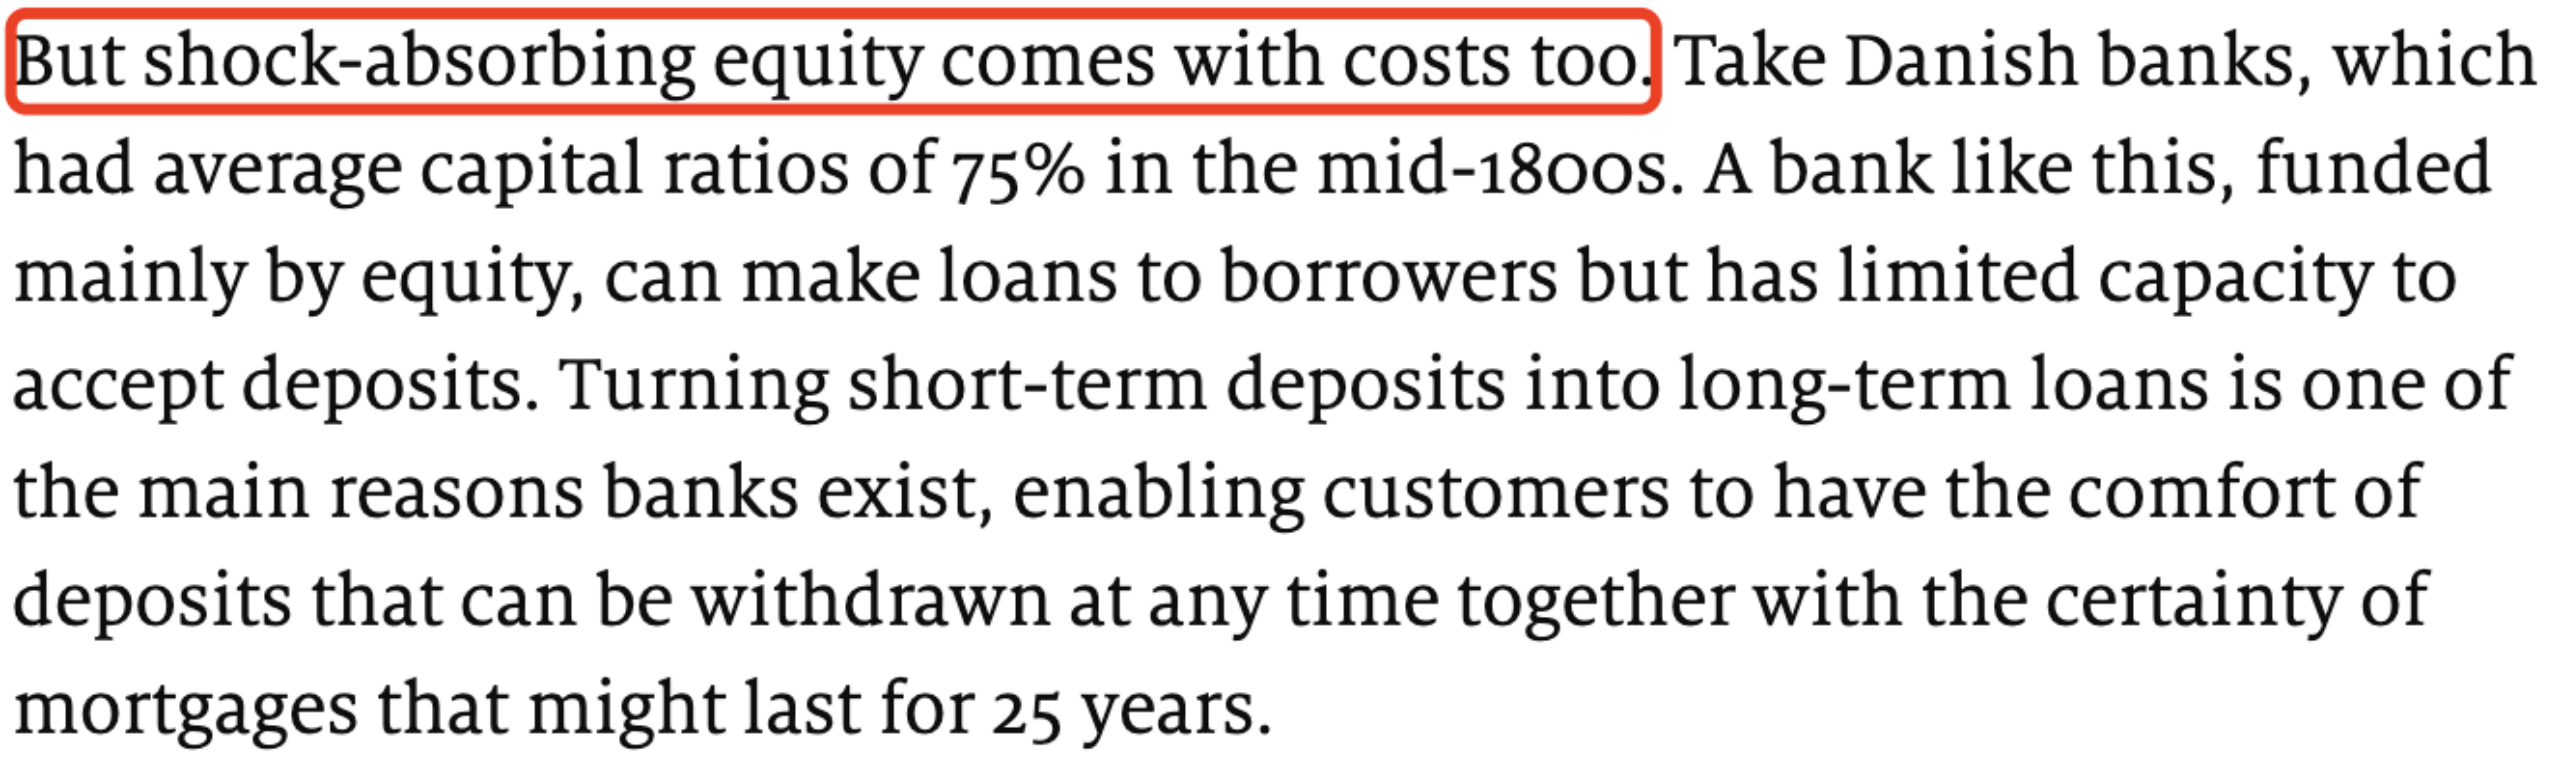 But shock-absorbing equity comes with costs too. Take Danish banks, which
had average capital ratios of 75% in the mid-1800s. A bank like this, funded
mainly by equity, can make loans to borrowers but has limited capacity to
accept deposits. Turning short-term deposits into long-term loans is one of
the main reasons banks exist, enabling customers to have the comfort of
deposits that can be withdrawn at any time together with the certainty of
mortgages that might last for 25 years.